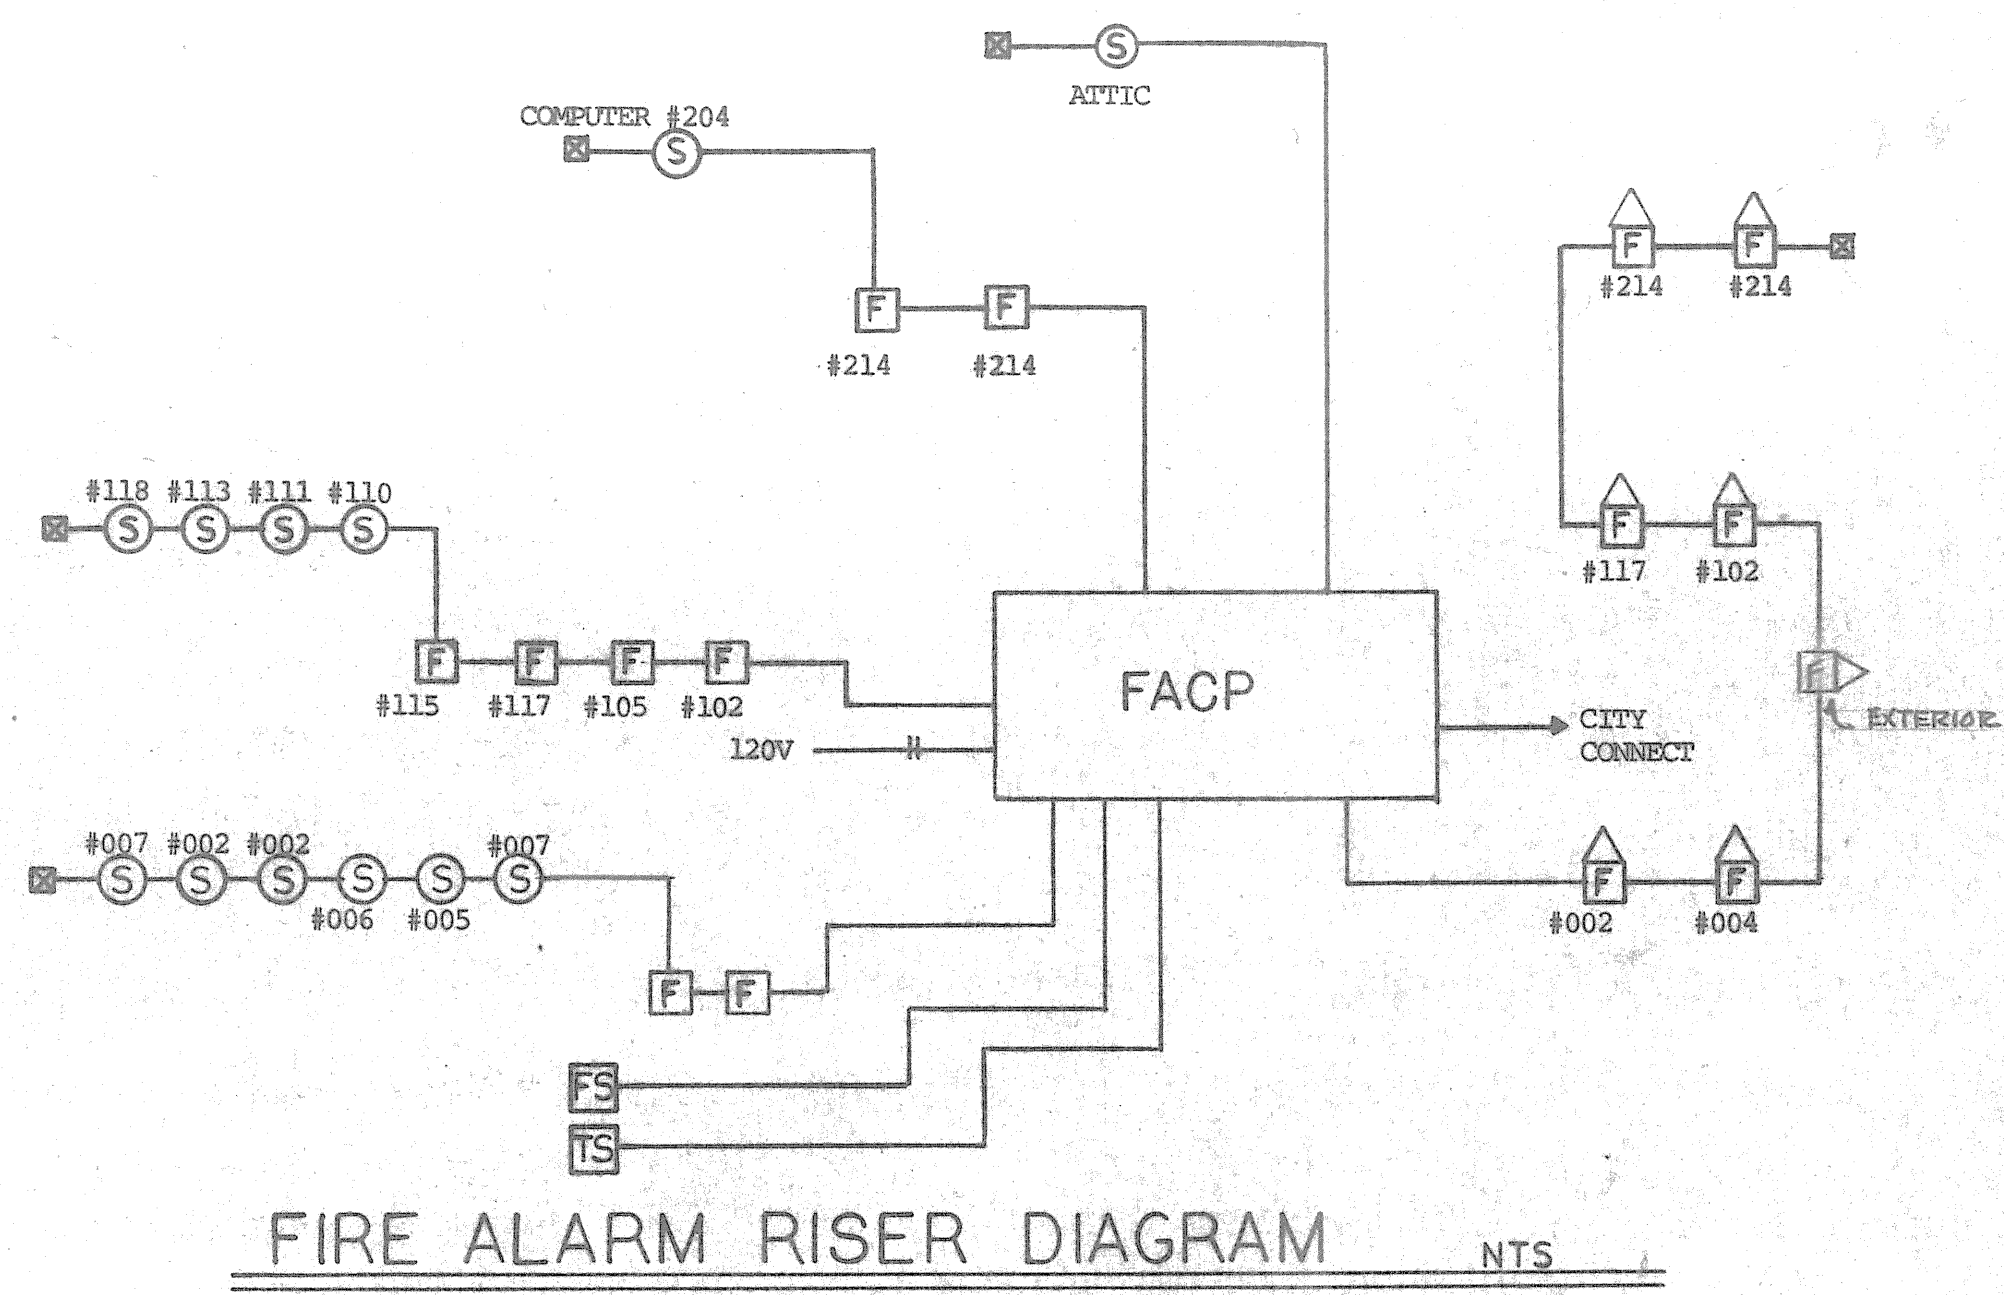 S
ATTIC
COMPUTER #204
S
F F
#214 #214
F F
#214 #214
#118 #113 #111 #110
S S S S
F F
#117 #102
F F F F
#115 #117 #105 #102
FACP
F
EXTERIOR
120V
CITY
CONNECT
#007 #002 #002 #007
S S S S S S
#006 #005
F F
#002 #004
F F
FS
TS
FIRE ALARM RISER DIAGRAM NTS